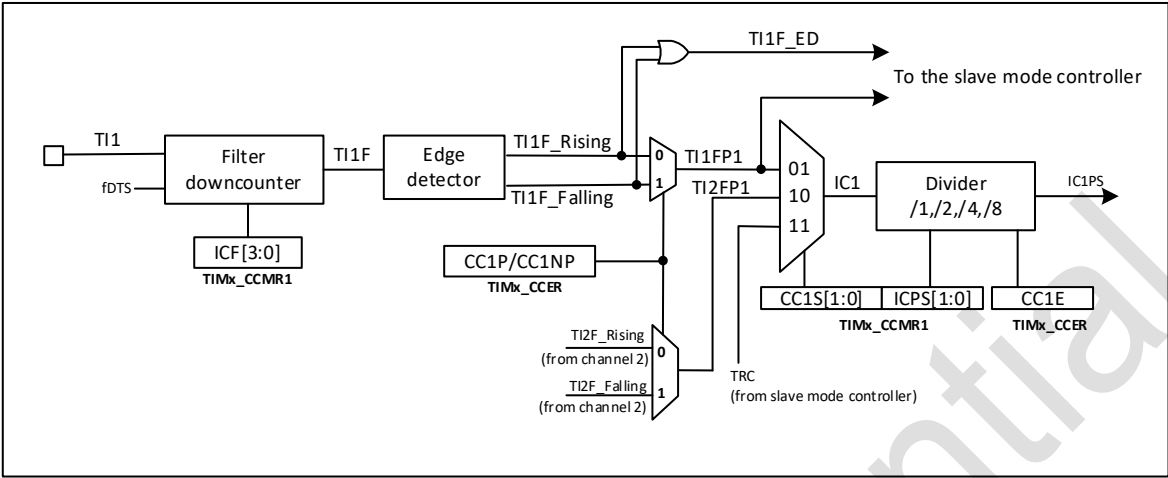 TI1F_ED
To the slave mode controller
TI1
fDTS
Filter
downcounter
TI1F
Edge
detector
TI1F_Rising
TI1F_Falling
0
1
TI1FP1
TI2FP1
01
10
11
IC1
Divider
/1,/2,/4,/8
IC1PS
ICF[3:0]
TIMx_CCMR1
CC1P/CC1NP
TIMx_CCER
CC1S[1:0]
ICPS[1:0]
TIMx_CCMR1
CC1E
TIMx_CCER
TI2F_Rising
(from channel 2)
TI2F_Falling
(from channel 2)
0
1
TRC
(from slave mode controller)